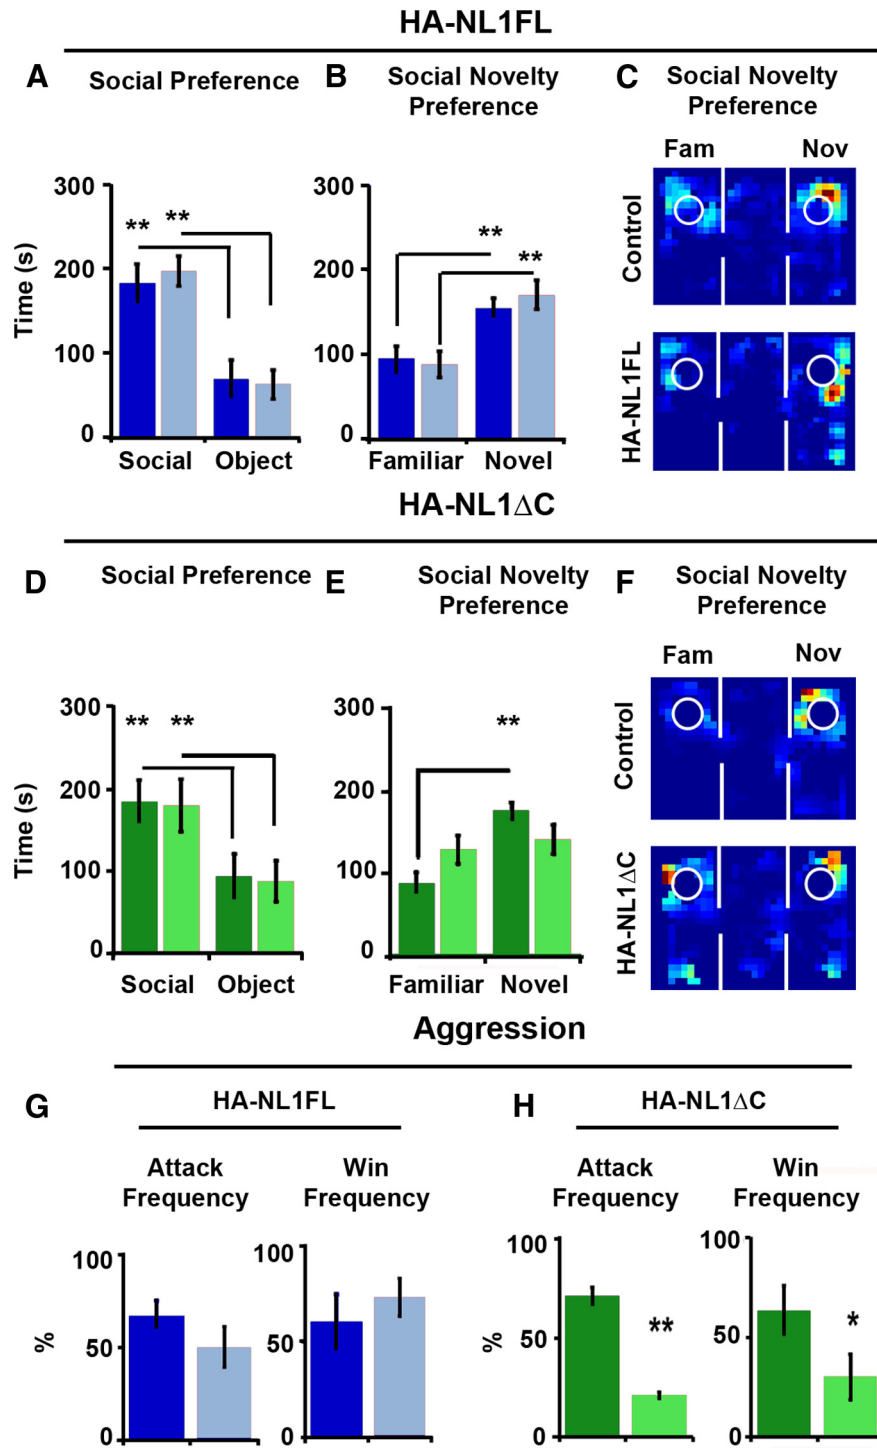 HA-NL1FL
A Social Preference
B Social Novelty
Preference
C Social Novelty
Preference
Fam Nov
300
200
100
0
Time (s)
** **
Social Object
300
200
100
0
**
**
Familiar Novel
Control
HA-NL1FL
HA-NL1ΔC
D Social Preference
E Social Novelty
Preference
F Social Novelty
Preference
Fam Nov
300
200
100
0
Time (s)
** **
Social Object
300
200
100
0
**
Familiar Novel
Control
HA-NL1ΔC
Aggression
G HA-NL1FL
Attack
Frequency
Win
Frequency
100
50
0
%
100
50
0
H HA-NL1ΔC
Attack
Frequency
Win
Frequency
100
50
0
%
**
100
50
0
*